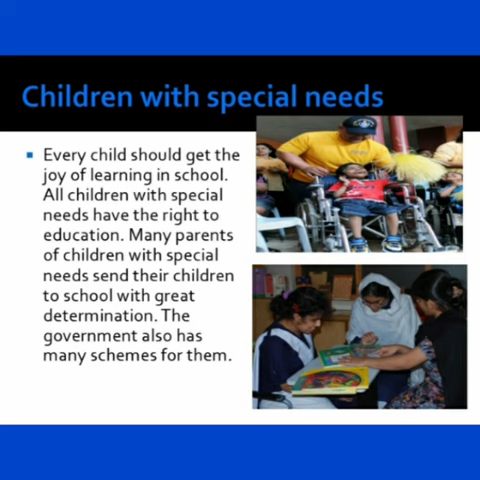 Children with special needs
Every child should get the
joy of learning in school.
All children with special
needs have the right to
education. Many parents
of children with special
needs send their children
to school with great
determination. The
government also has
many schemes for them.